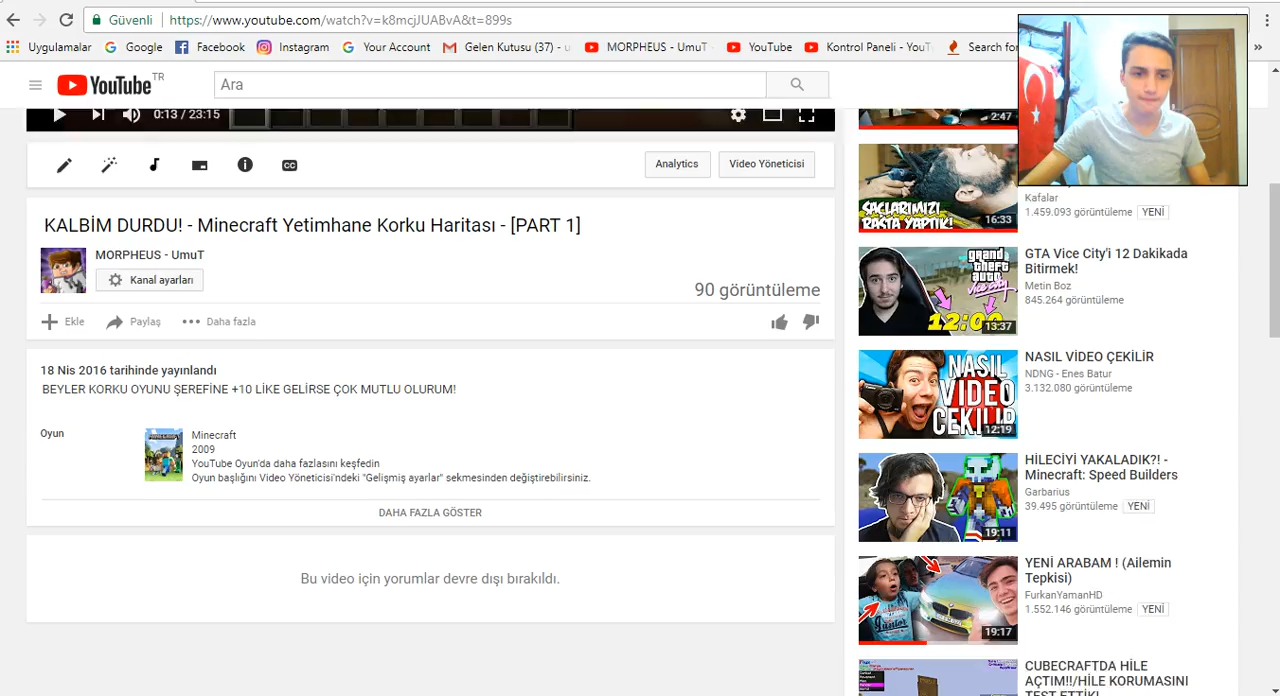 Güvenli
https://www.youtube.com/watch?v=k8mcjJUABvA&t=899s
Uygulamalar
Google
Facebook
Instagram
Your Account
Gelen Kutusu (37) - u
MORPHEUS - UmuT
YouTube
Kontrol Paneli - YouT
Search for
»
YouTube TR
Ara
0:13 / 23:15
CC
Analytics
Video Yöneticisi
KALBİM DURDU! - Minecraft Yetimhane Korku Haritası - [PART 1]
MORPHEUS - UmuT
Kanal ayarları
90 görüntüleme
Ekle
Paylaş
Daha fazla
18 Nis 2016 tarihinde yayınlandı
BEYLER KORKU OYUNU ŞEREFİNE +10 LİKE GELİRSE ÇOK MUTLU OLURUM!
Oyun
Minecraft
2009
YouTube Oyun'da daha fazlasını keşfedin
Oyun başlığını Video Yöneticisi'ndeki "Gelişmiş ayarlar" sekmesinden değiştirebilirsiniz.
DAHA FAZLA GÖSTER
Bu video için yorumlar devre dışı bırakıldı.
2:47
SAÇLARIMIZI
RASTA YAPTIK!
16:33
Kafalar
1.459.093 görüntüleme
YENİ
grand
theft
auto
vice city
12:00
13:37
GTA Vice City'i 12 Dakikada
Bitirmek!
Metin Boz
845.264 görüntüleme
NASIL
VİDEO
ÇEKİLİR
12:19
NASIL VİDEO ÇEKİLİR
NDNG - Enes Batur
3.132.080 görüntüleme
19:11
HİLECİYİ YAKALADIK?! -
Minecraft: Speed Builders
Garbarius
39.495 görüntüleme
YENİ
19:17
YENİ ARABAM ! (Ailemin
Tepkisi)
FurkanYamanHD
1.552.146 görüntüleme
YENİ
CUBECRAFTDA HİLE
AÇTIM!!/HİLE KORUMASINI
TEST ETTİK!